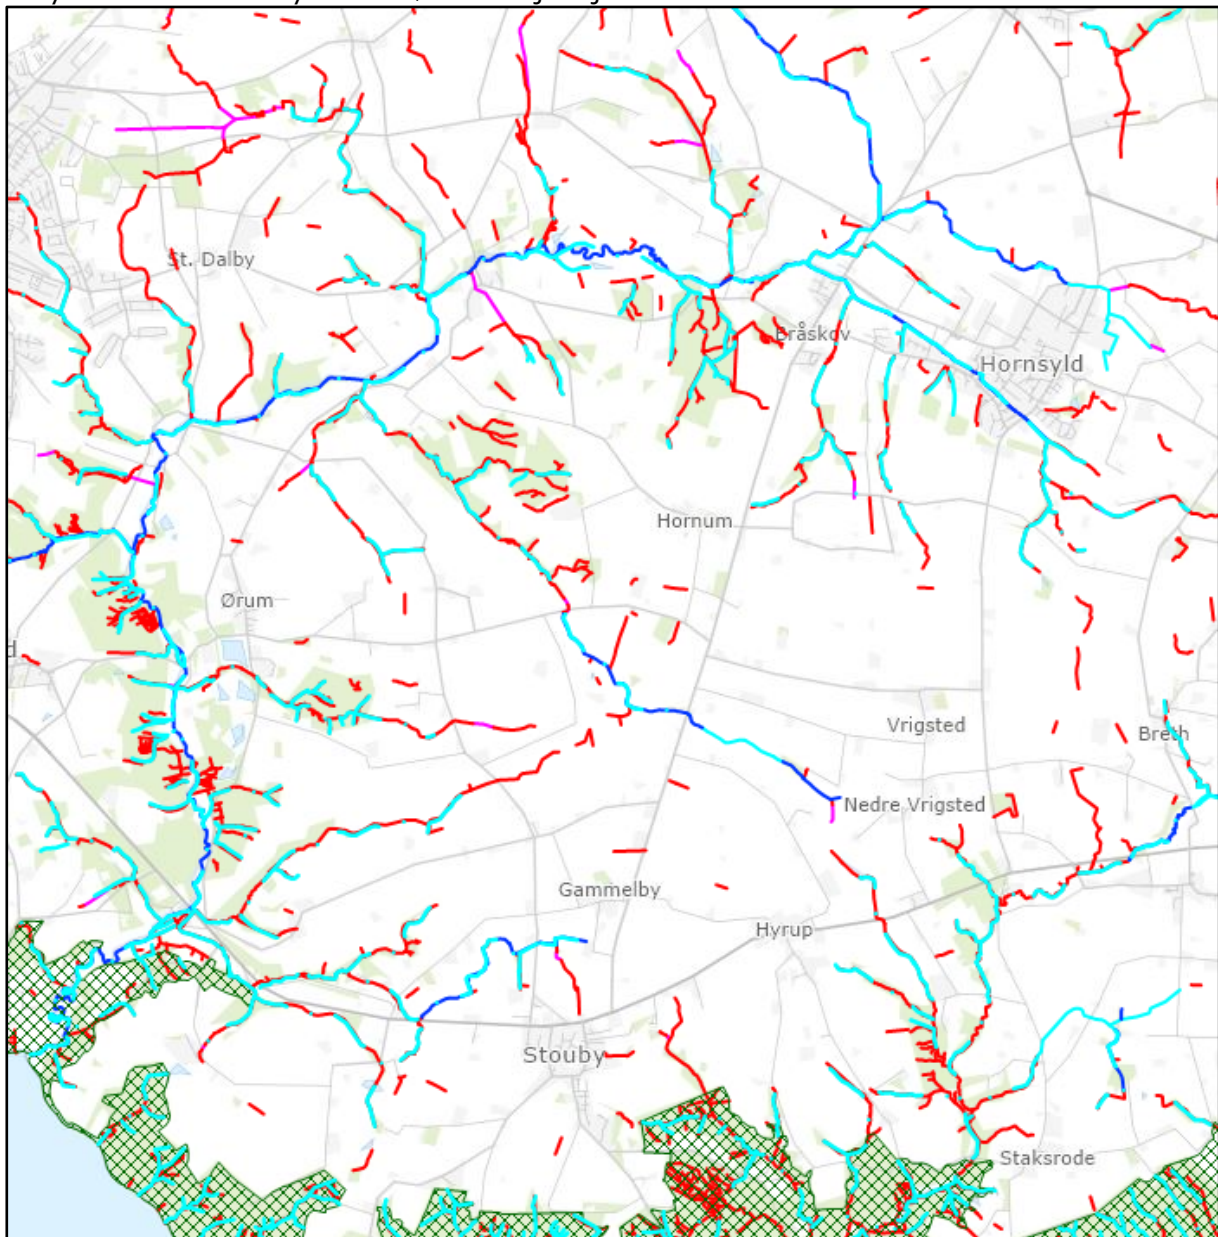 St. Dalby
Bråskov
Hornsyld
Hornum
Ørum
d
Vrigsted
Breth
Nedre Vrigsted
Gammelby
Hyrup
Stouby
Staksrode